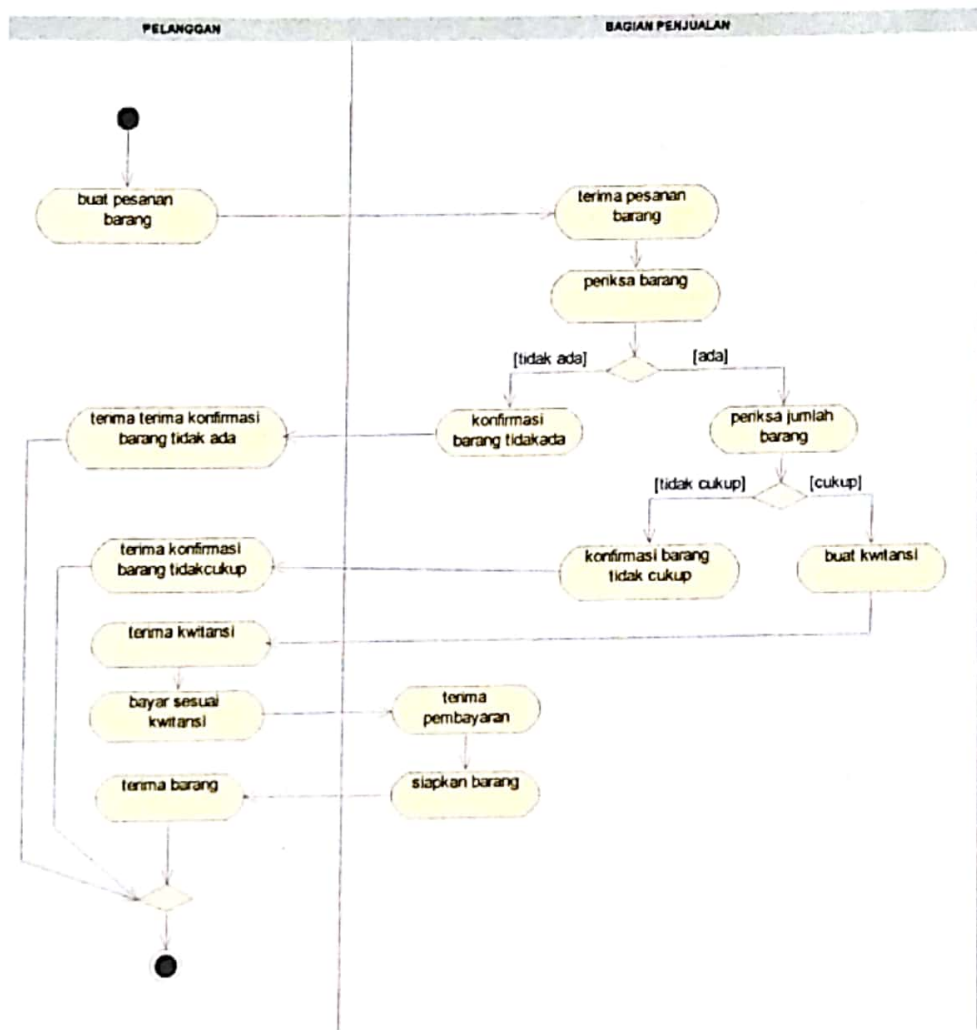 PELANGGAN
BAGIAN PENJUALAN
buat pesanan
barang
terima pesanan
barang
periksa barang
[tidak ada]
[ada]
terima terima konfirmasi
barang tidak ada
konfirmasi
barang tidakada
periksa jumlah
barang
[tidak cukup]
[cukup]
terima konfirmasi
barang tidakcukup
konfirmasi barang
tidak cukup
buat kwitansi
terima kwitansi
bayar sesuai
kwitansi
terima
pembayaran
terima barang
siapkan barang